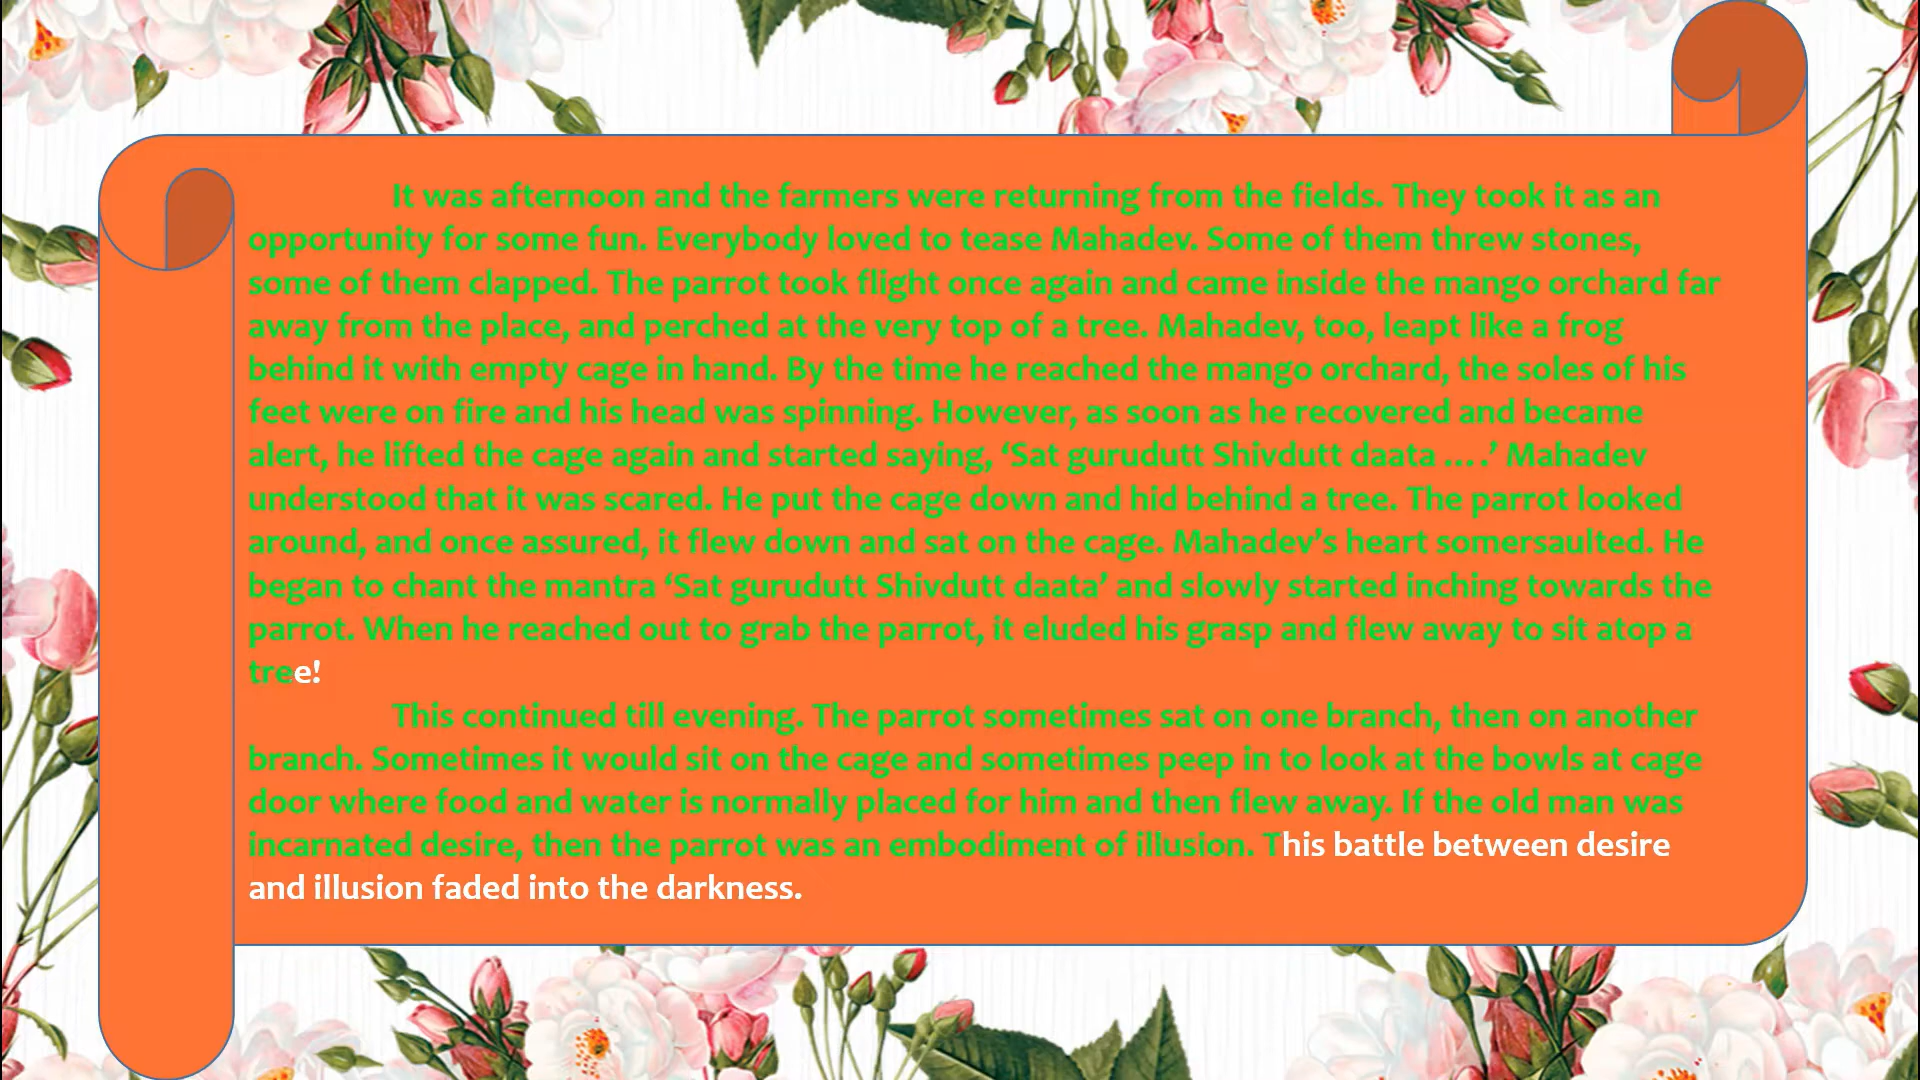 It was afternoon and the farmers were returning from the fields. They took it as an
opportunity for some fun. Everybody loved to tease Mahadev. Some of them threw stones,
some of them clapped. The parrot took flight once again and came inside the mango orchard far
away from the place, and perched at the very top of a tree. Mahadev, too, leapt like a frog
behind it with empty cage in hand. By the time he reached the mango orchard, the soles of his
feet were on fire and his head was spinning. However, as soon as he recovered and became
alert, he lifted the cage again and started saying, ‘Sat gurudutt Shivdutt daata ….’ Mahadev
understood that it was scared. He put the cage down and hid behind a tree. The parrot looked
around, and once assured, it flew down and sat on the cage. Mahadev’s heart somersaulted. He
began to chant the mantra ‘Sat gurudutt Shivdutt daata’ and slowly started inching towards the
parrot. When he reached out to grab the parrot, it eluded his grasp and flew away to sit atop a
tree!
This continued till evening. The parrot sometimes sat on one branch, then on another
branch. Sometimes it would sit on the cage and sometimes peep in to look at the bowls at cage
door where food and water is normally placed for him and then flew away. If the old man was
incarnated desire, then the parrot was an embodiment of illusion. This battle between desire
and illusion faded into the darkness.